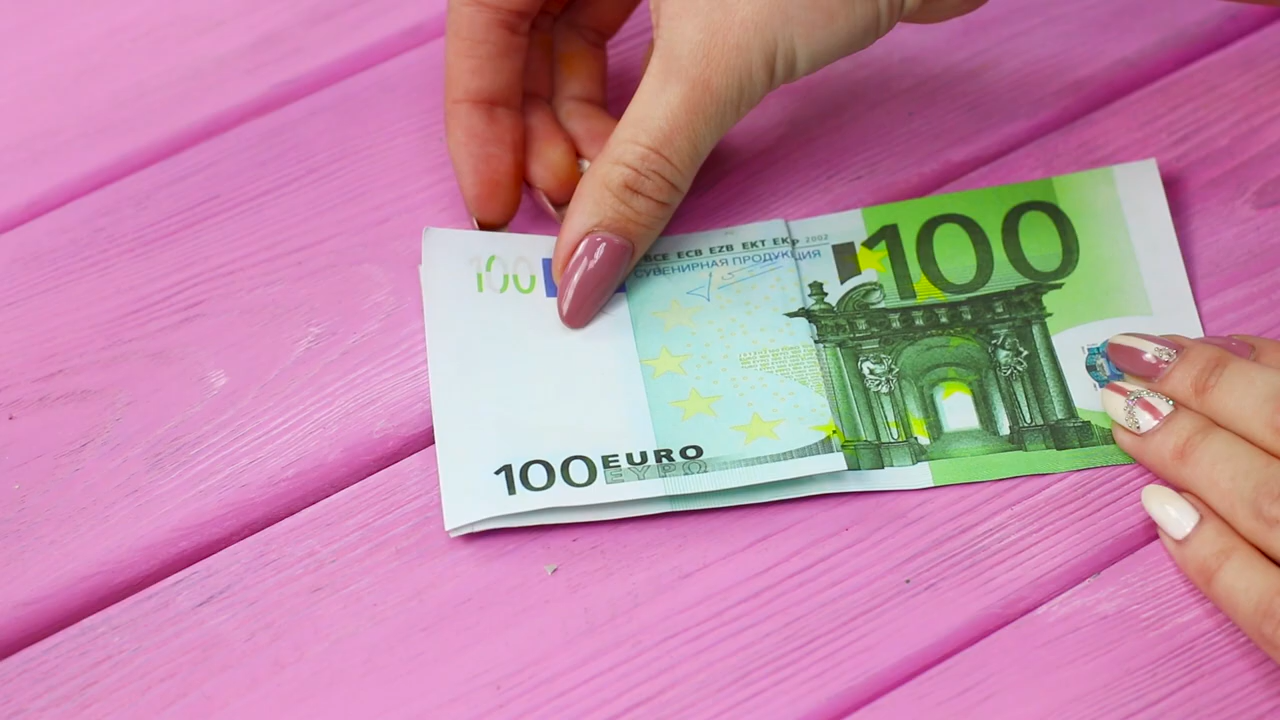 100
BCE ECB EZB EKT EKP 2002
СУВЕНИРНАЯ ПРОДУКЦИЯ
100
100 EURO
ΕΥΡΩ